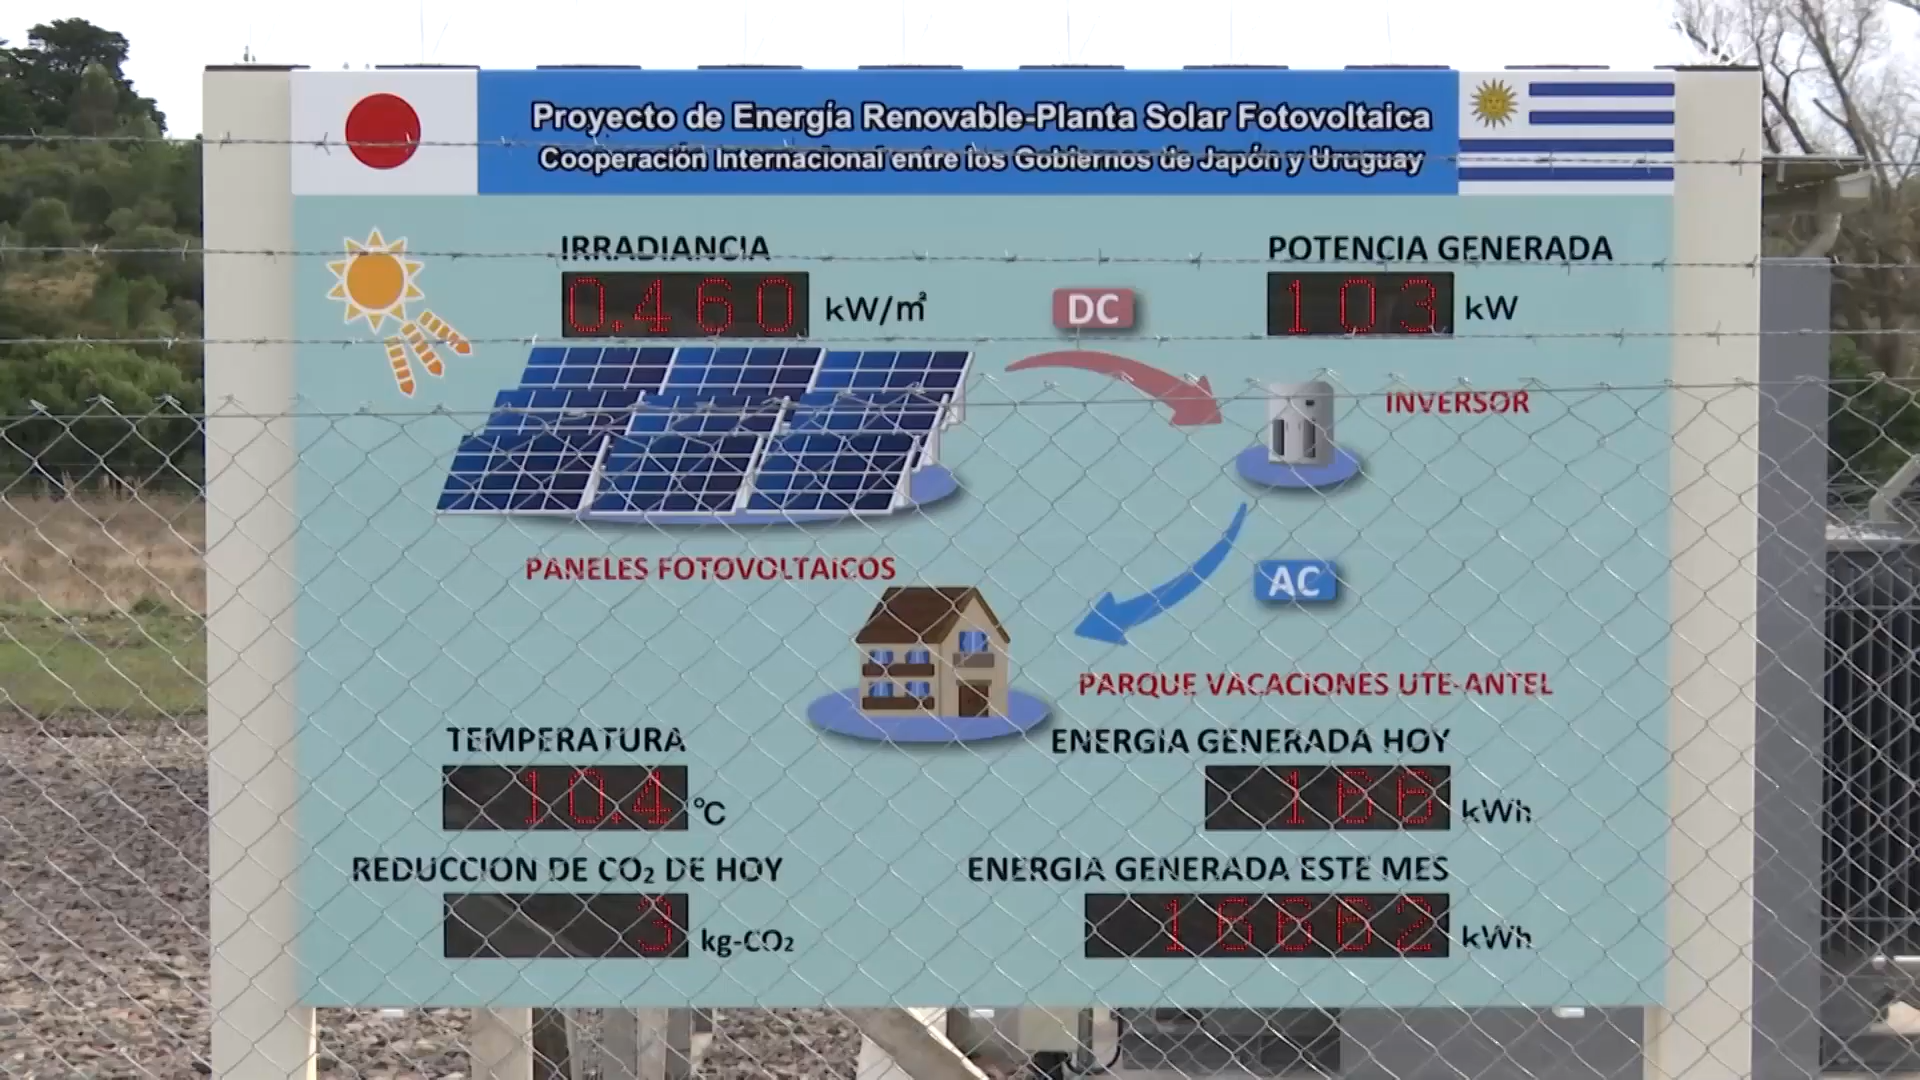 Proyecto de Energía Renovable-Planta Solar Fotovoltaica
Cooperación Internacional entre los Gobiernos de Japón y Uruguay
IRRADIANCIA
0.460 kW/m²
POTENCIA GENERADA
103 kW
DC
INVERSOR
PANELES FOTOVOLTAICOS
AC
PARQUE VACACIONES UTE-ANTEL
TEMPERATURA
10.4 °C
ENERGIA GENERADA HOY
166 kWh
REDUCCION DE CO₂ DE HOY
3 kg-CO₂
ENERGIA GENERADA ESTE MES
kWh